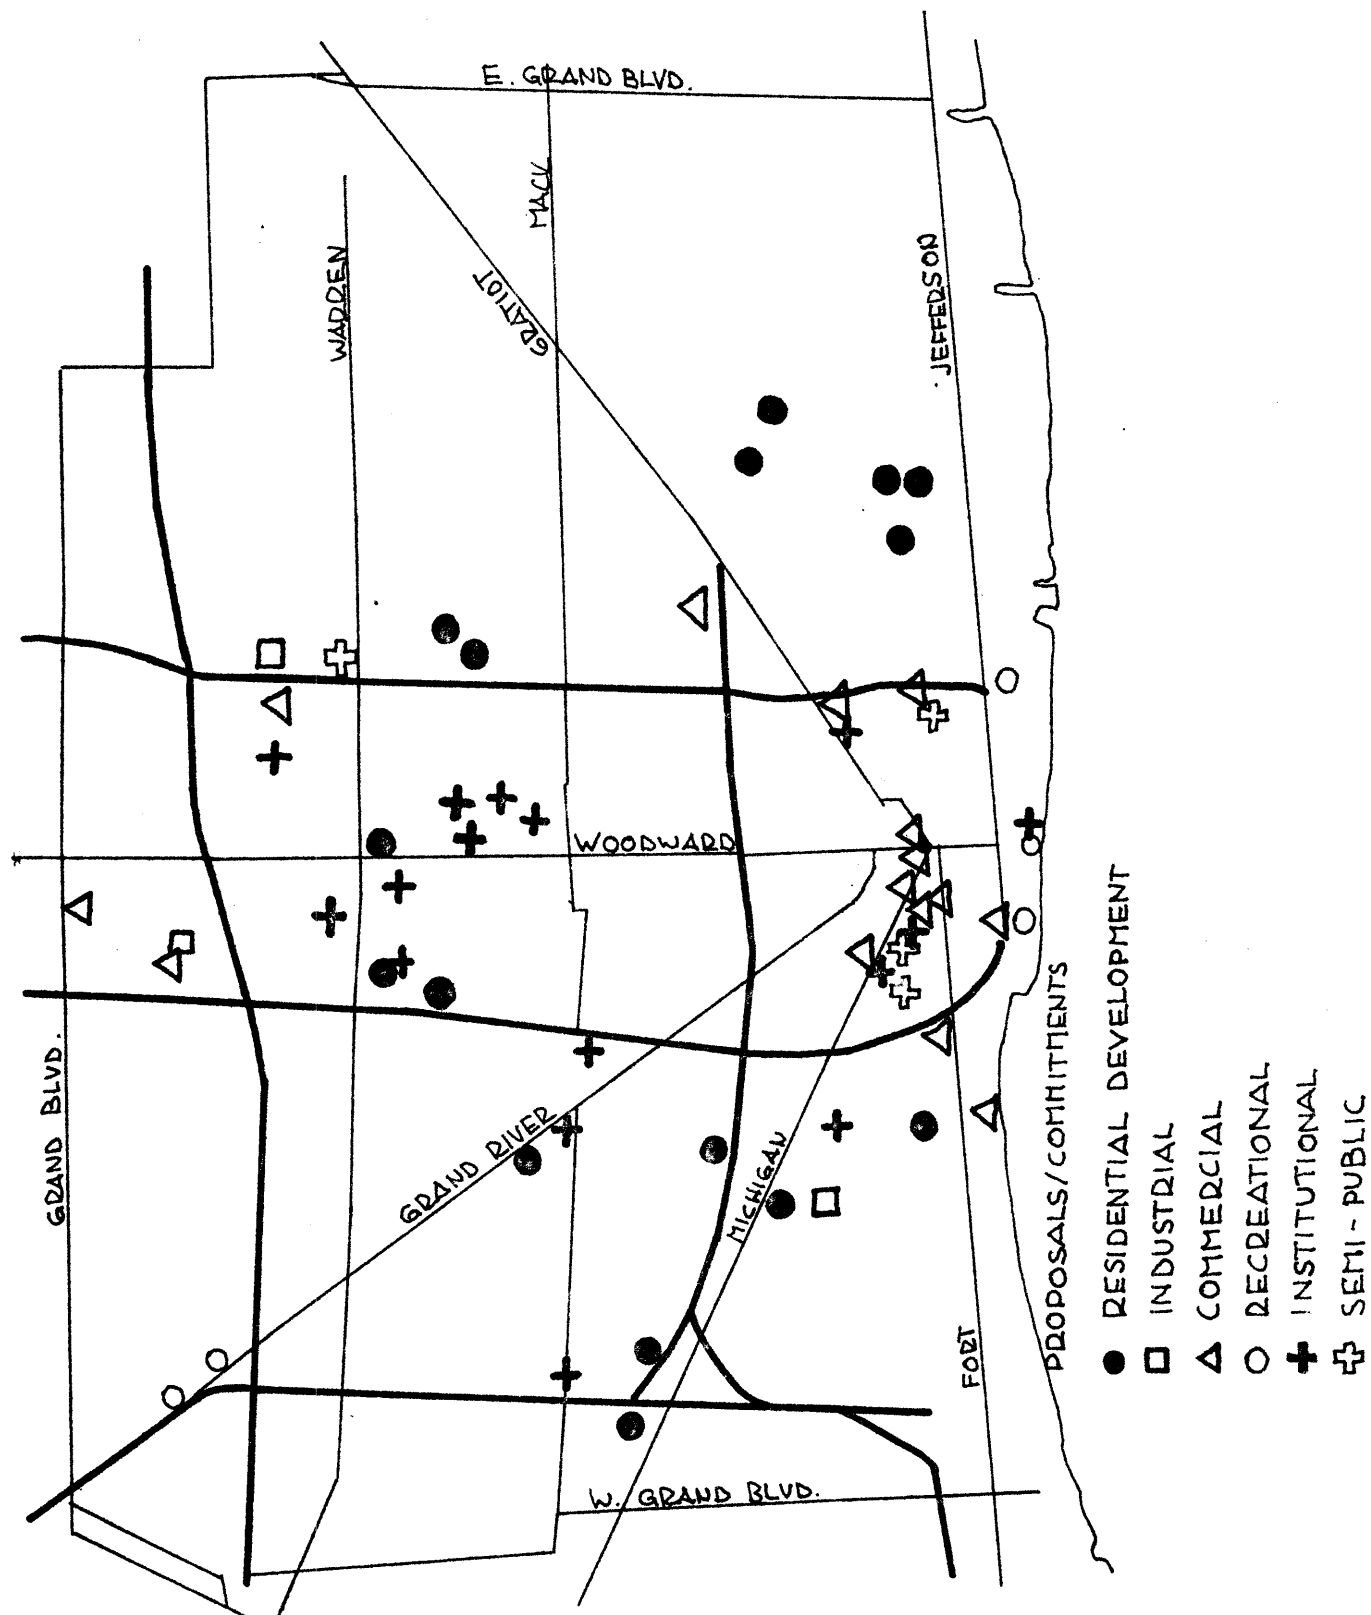 E. GRAND BLVD.
MACK
WARREN
GRATIOT
JEFFERSON
WOODWARD
GRAND BLVD.
GRAND RIVER
MICHIGAN
FORT
W. GRAND BLVD.
PROPOSALS/COMMITMENTS
RESIDENTIAL DEVELOPMENT
INDUSTRIAL
COMMERCIAL
RECREATIONAL
INSTITUTIONAL
SEMI-PUBLIC